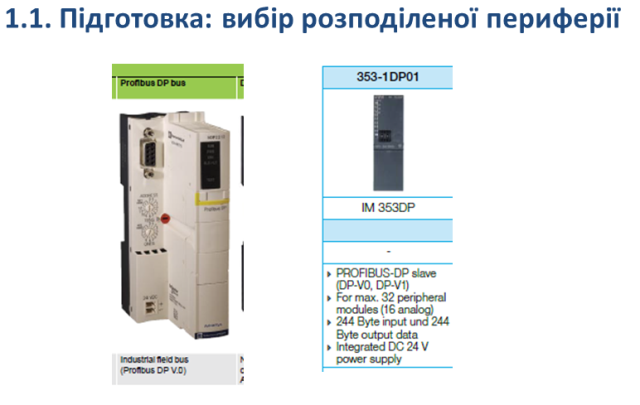 1.1. Підготовка: вибір розподіленої периферії
Profibus DP bus
Profibus DP
Industrial field bus
(Profibus DP V.0)
353-1DP01
IM 353DP
-
▸ PROFIBUS-DP slave
(DP-V0, DP-V1)
▸ For max. 32 peripheral
modules (16 analog)
▸ 244 Byte input und 244
Byte output data
▸ Integrated DC 24 V
power supply